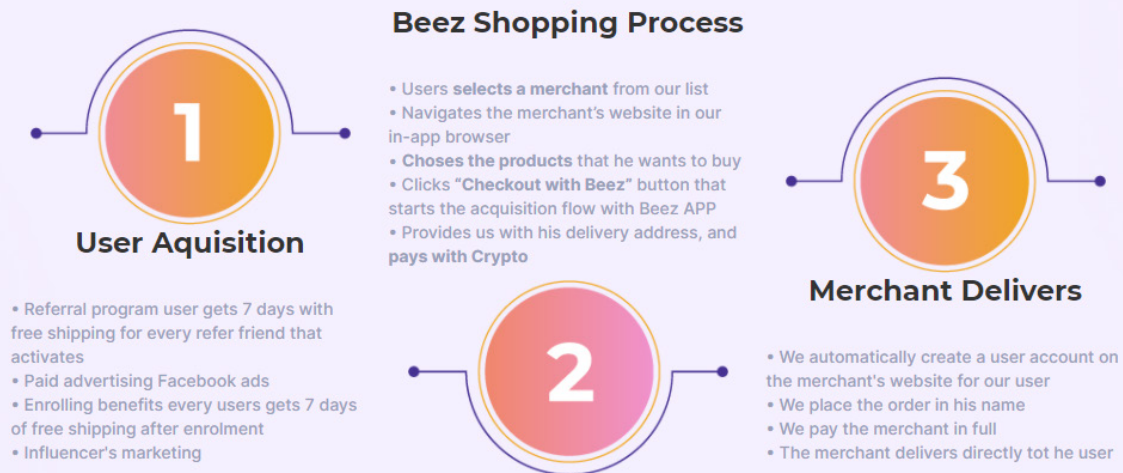 1
User Aquisition
• Referral program user gets 7 days with
free shipping for every refer friend that
activates
• Paid advertising Facebook ads
• Enrolling benefits every users gets 7 days
of free shipping after enrolment
• Influencer's marketing
Beez Shopping Process
• Users selects a merchant from our list
• Navigates the merchant’s website in our
in-app browser
• Choses the products that he wants to buy
• Clicks “Checkout with Beez” button that
starts the acquisition flow with Beez APP
• Provides us with his delivery address, and
pays with Crypto
2
3
Merchant Delivers
• We automatically create a user account on
the merchant's website for our user
• We place the order in his name
• We pay the merchant in full
• The merchant delivers directly tot he user